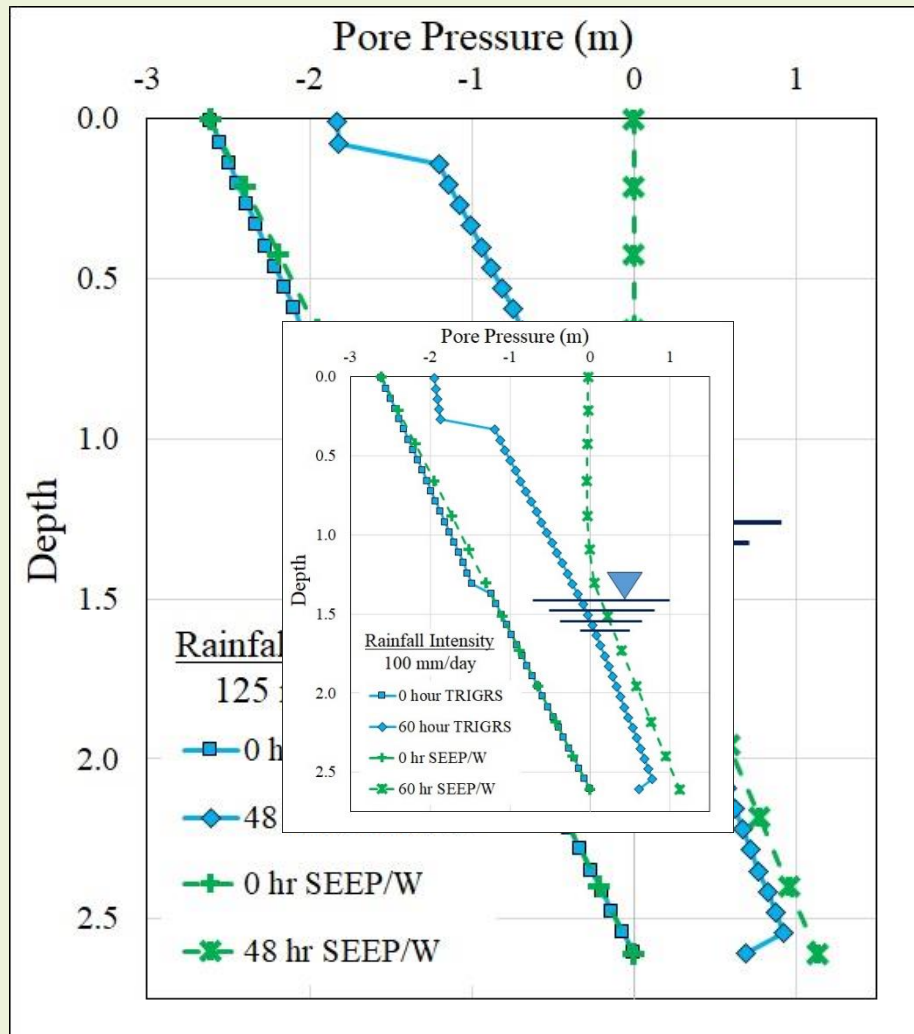 Pore Pressure (m)
-3 -2 -1 0 1
0.0
0.5
1.0
1.5
2.0
2.5
Depth
125
0 h
48
0 hr SEEP/W
48 hr SEEP/W
Pore Pressure (m)
-3 -2 -1 0 1
0.0
0.5
1.0
1.5
2.0
2.5
Depth
Rainfall Intensity
100 mm/day
0 hour TRIGRS
60 hour TRIGRS
0 hr SEEP/W
60 hr SEEP/W